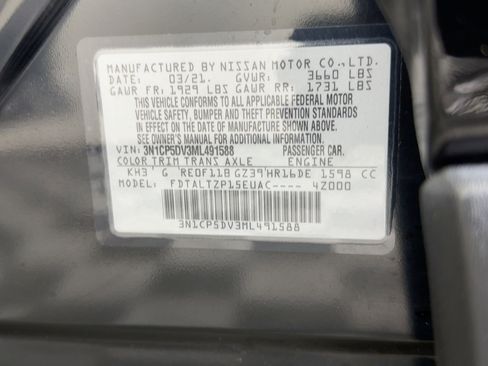 MANUFACTURED BY NISSAN MOTOR CO., LTD.
DATE: 03/21. GVWR: 3660 LBS
GAWR FR: 1929 LBS GAWR RR: 1731 LBS
THIS VEHICLE CONFORMS TO ALL APPLICABLE FEDERAL MOTOR
VEHICLE SAFETY, BUMPER AND THEFT PREVENTION STANDARDS
IN EFFECT ON THE DATE OF MANUFACTURE SHOWN ABOVE.
SEE OWNER'S MANUAL FOR ADDITIONAL INFORMATION.
VIN: 3N1CP5DV3ML491588 PASSENGER CAR.
COLOR TRIM TRANS AXLE ENGINE
KH3 G RE0F11B GZ39 HR16DE 1598 CC
MODEL: FDTALTZP15EUAC---- 4Z000
3N1CP5DV3ML491588